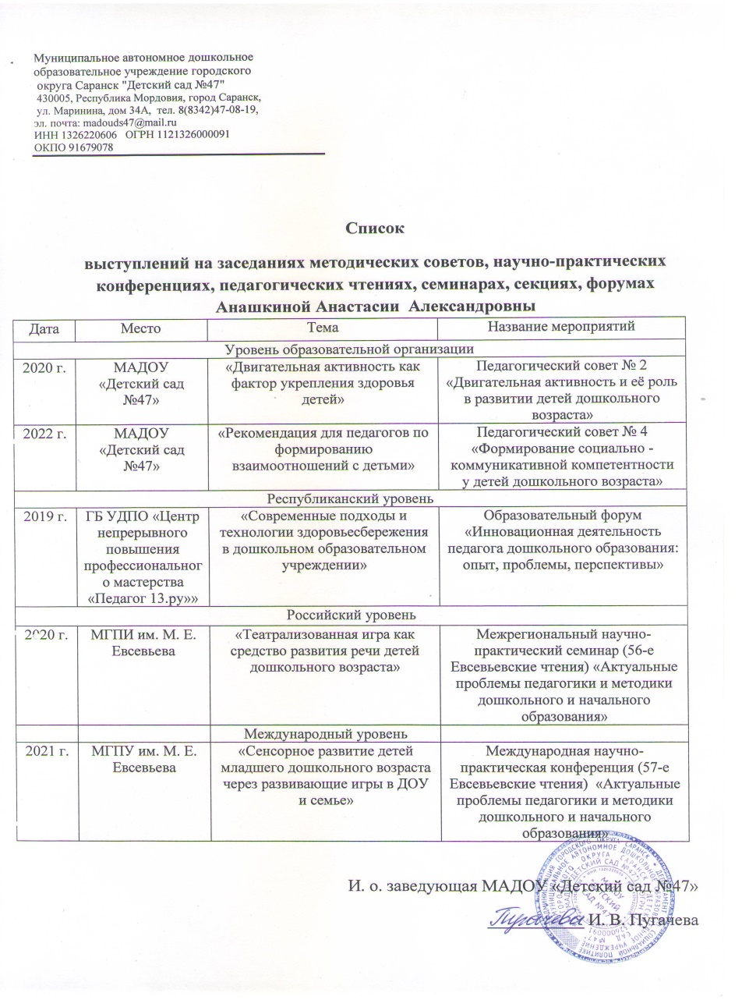 Муниципальное автономное дошкольное
образовательное учреждение городского
округа Саранск "Детский сад №47"
430005, Республика Мордовия, город Саранск,
ул. Маринина, дом 34А, тел. 8(8342)47-08-19,
эл. почта: madouds47@mail.ru
ИНН 1326220606 ОГРН 1121326000091
ОКПО 91679078
Список
выступлений на заседаниях методических советов, научно-практических
конференциях, педагогических чтениях, семинарах, секциях, форумах
Анашкиной Анастасии Александровны
Дата Место Тема Название мероприятий
Уровень образовательной организации
2020 г. МАДОУ «Двигательная активность как Педагогический совет № 2
«Детский сад фактор укрепления здоровья «Двигательная активность и её роль
№47» детей» в развитии детей дошкольного
возраста»
2022 г. МАДОУ «Рекомендация для педагогов по Педагогический совет № 4
«Детский сад формированию «Формирование социально -
№47» взаимоотношений с детьми» коммуникативной компетентности
у детей дошкольного возраста»
Республиканский уровень
2019 г. ГБ УДПО «Центр «Современные подходы и Образовательный форум
непрерывного технологии здоровьесбережения «Инновационная деятельность
повышения в дошкольном образовательном педагога дошкольного образования:
профессиональног учреждении» опыт, проблемы, перспективы»
о мастерства
«Педагог 13.ру»»
Российский уровень
2020 г. МГПИ им. М. Е. «Театрализованная игра как Межрегиональный научно-
Евсевьева средство развития речи детей практический семинар (56-е
дошкольного возраста» Евсевьевские чтения) «Актуальные
проблемы педагогики и методики
дошкольного и начального
образования»
Международный уровень
2021 г. МГПУ им. М. Е. «Сенсорное развитие детей Международная научно-
Евсевьева младшего дошкольного возраста практическая конференция (57-е
через развивающие игры в ДОУ Евсевьевские чтения) «Актуальные
и семье» проблемы педагогики и методики
дошкольного и начального
образования»
И. о. заведующая МАДОУ «Детский сад №47»
Пугачева И. В. Пугачева
МАДОУ
"ДЕТСКИЙ
САД №47"